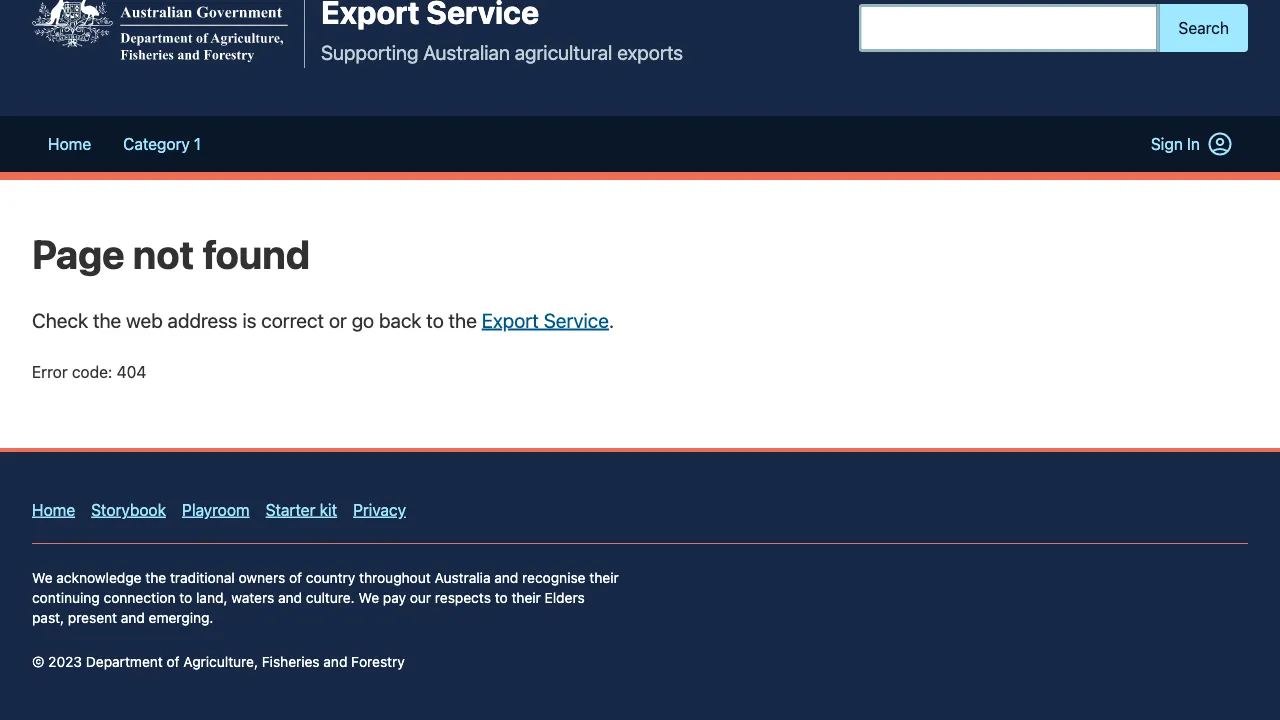 Australian Government
Department of Agriculture,
Fisheries and Forestry
Export Service
Supporting Australian agricultural exports
Search
Home
Category 1
Sign In
Page not found
Check the web address is correct or go back to the Export Service.
Error code: 404
Home Storybook Playroom Starter kit Privacy
We acknowledge the traditional owners of country throughout Australia and recognise their
continuing connection to land, waters and culture. We pay our respects to their Elders
past, present and emerging.
© 2023 Department of Agriculture, Fisheries and Forestry